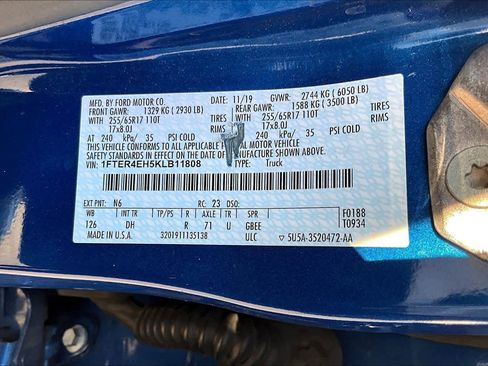 MFD. BY FORD MOTOR CO. 11/19 GVWR: 2744 KG ( 6050 LB)
FRONT GAWR: 1329 KG ( 2930 LB) REAR GAWR: 1588 KG ( 3500 LB)
255/65R17 110T TIRES 255/65R17 110T TIRES
17x8.0J RIMS 17x8.0J RIMS
AT 240 kPa/ 35 PSI COLD AT 240 kPa/ 35 PSI COLD
THIS VEHICLE CONFORMS TO ALL APPLICABLE FEDERAL MOTOR VEHICLE
SAFETY AND THEFT PREVENTION STANDARDS IN EFFECT ON THE DATE OF
MANUFACTURE SHOWN ABOVE.
VIN: 1FTER4EH5KLB11808 TYPE: Truck
EXT PNT: N6 RC: 23 DSO:
WB INT TR TP/PS R AXLE TR SPR F0188
126 DH R 71 U GBEE T0934
MADE IN U.S.A. 3201911135138 ULC 5U5A-3520472-AA